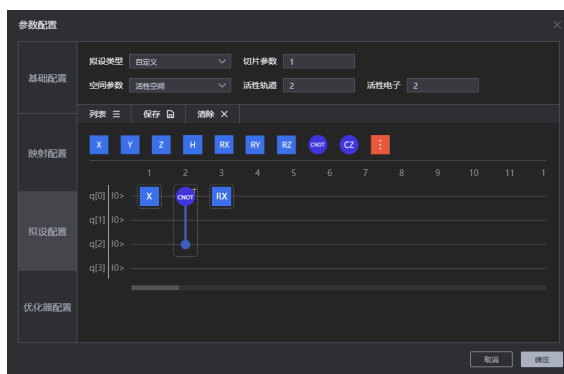 参数配置 ×
基础配置
映射配置
拟设配置
优化器配置
拟设类型 自定义 切片参数 1
空间参数 活性空间 活性轨道 2 活性电子 2
列表 保存 清除 ×
X Y Z H RX RY RZ CNOT CZ
1 2 3 4 5 6 7 8 9 10 11 1
q[0] |0> X CNOT + RX
q[1] |0>
q[2] |0>
q[3] |0>
取消 确定